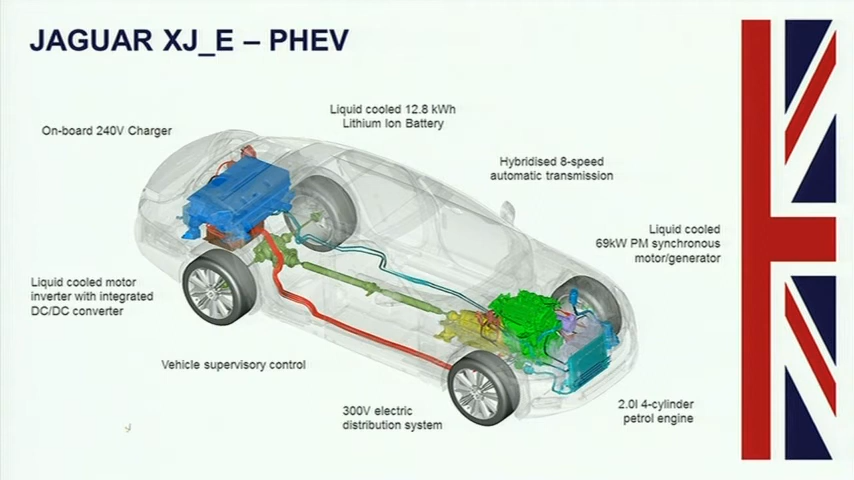 JAGUAR XJ_E – PHEV
Liquid cooled 12.8 kWh
Lithium Ion Battery
On-board 240V Charger
Hybridised 8-speed
automatic transmission
Liquid cooled
69kW PM synchronous
motor/generator
Liquid cooled motor
inverter with integrated
DC/DC converter
Vehicle supervisory control
300V electric
distribution system
2.0l 4-cylinder
petrol engine